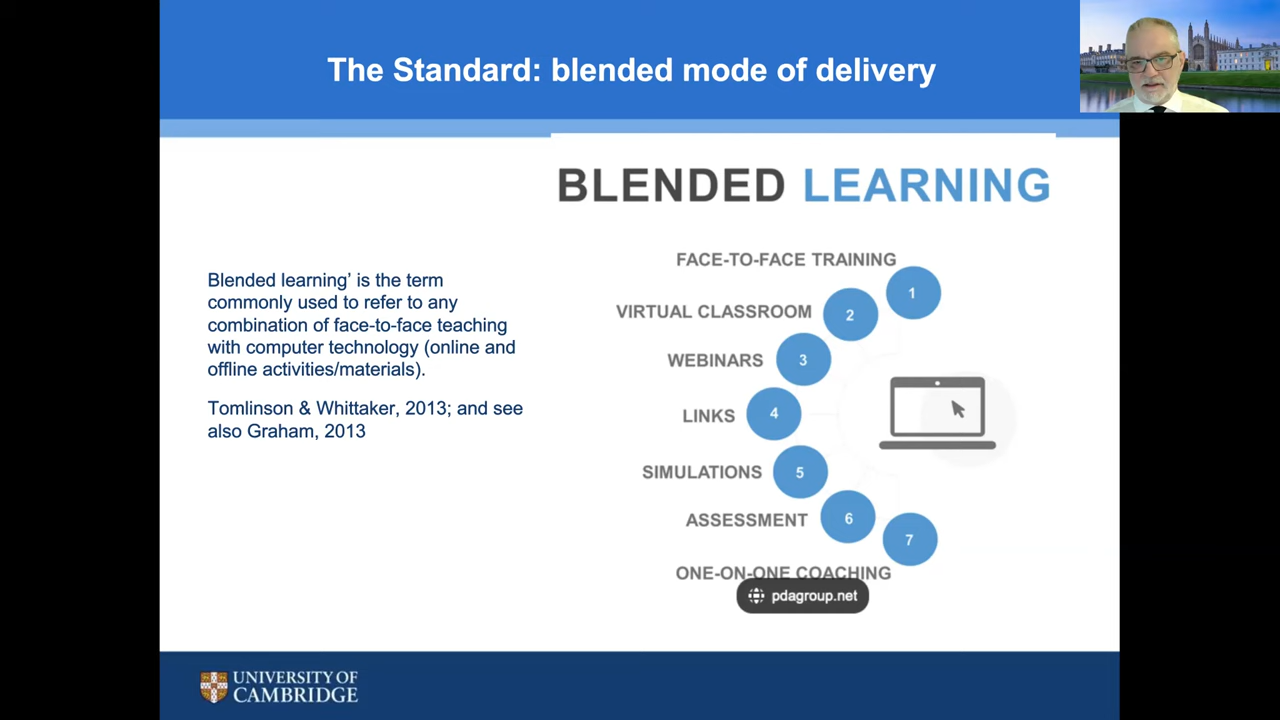 The Standard: blended mode of delivery
BLENDED LEARNING
Blended learning’ is the term
commonly used to refer to any
combination of face-to-face teaching
with computer technology (online and
offline activities/materials).
Tomlinson & Whittaker, 2013; and see
also Graham, 2013
FACE-TO-FACE TRAINING
1
VIRTUAL CLASSROOM
2
WEBINARS
3
LINKS
4
SIMULATIONS
5
ASSESSMENT
6
7
ONE-ON-ONE COACHING
pdagroup.net
UNIVERSITY OF
CAMBRIDGE